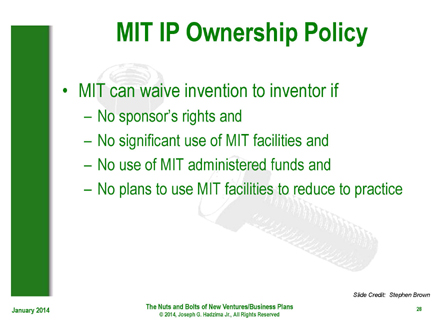 MIT IP Ownership Policy
• MIT can waive invention to inventor if
– No sponsor's rights and
– No significant use of MIT facilities and
– No use of MIT administered funds and
– No plans to use MIT facilities to reduce to practice
Slide Credit: Stephen Brown
January 2014
The Nuts and Bolts of New Ventures/Business Plans
© 2014, Joseph G. Hadzima Jr., All Rights Reserved
28